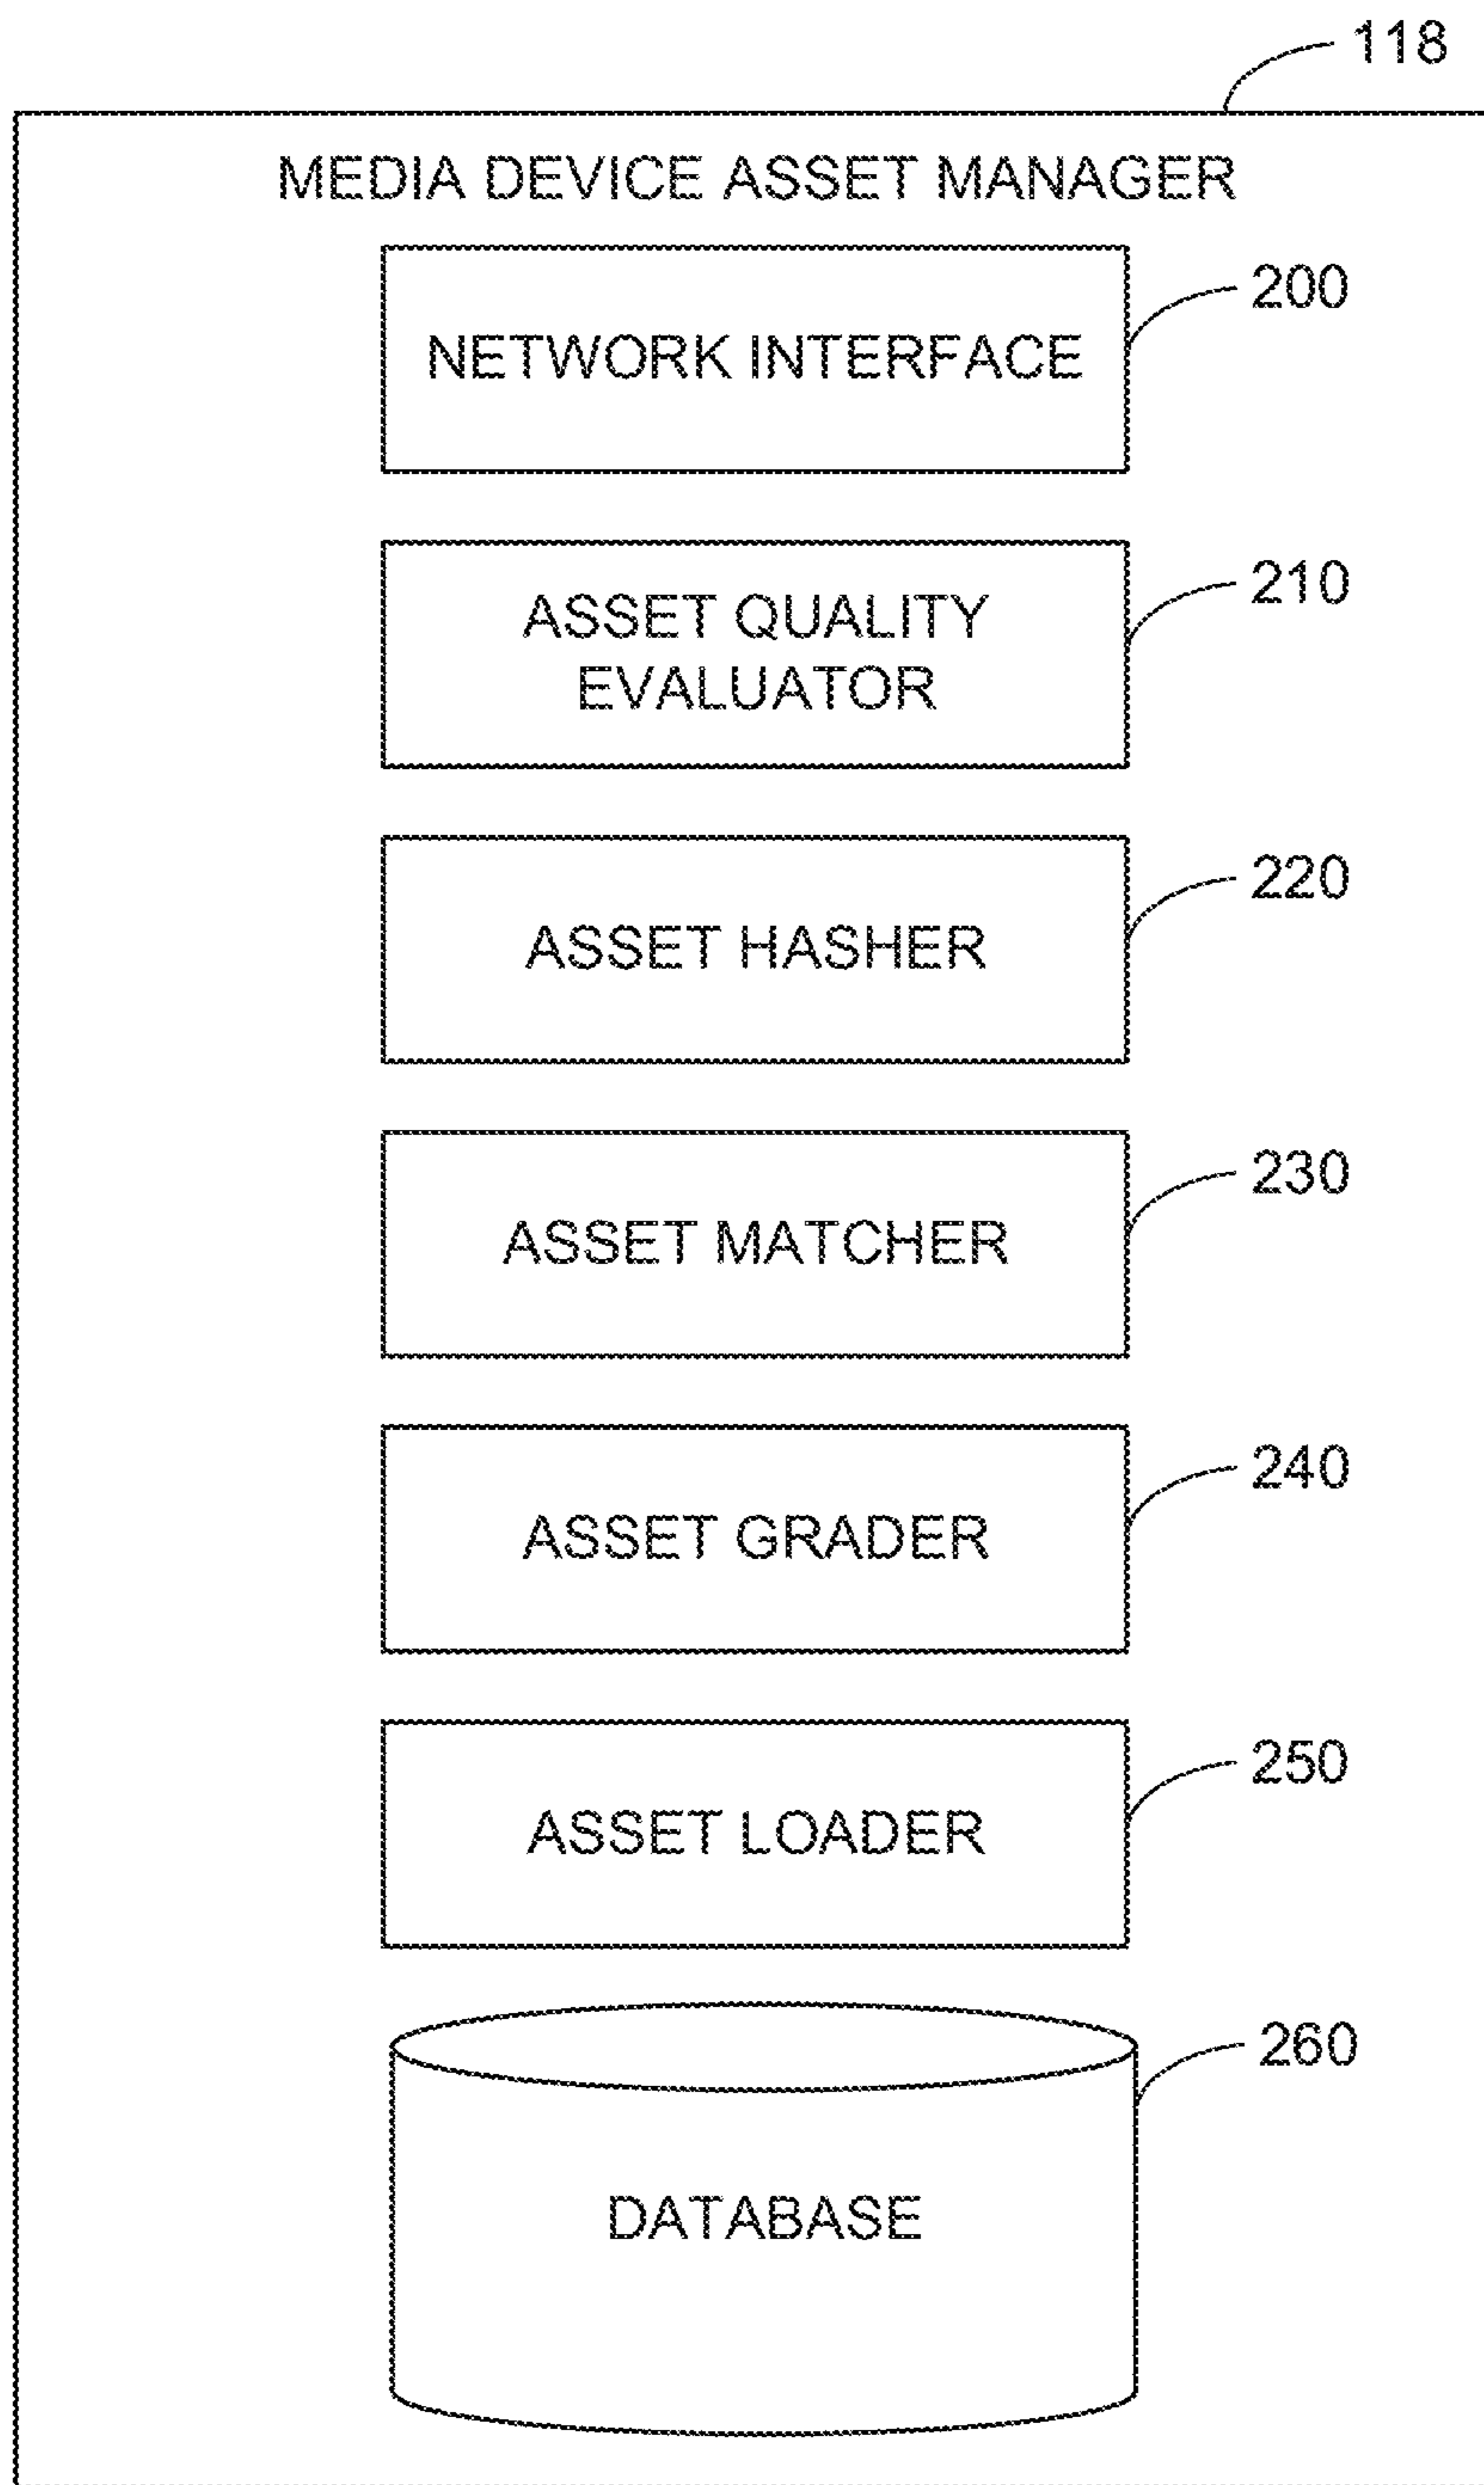 118
MEDIA DEVICE ASSET MANAGER
200
NETWORK INTERFACE
210
ASSET QUALITY
EVALUATOR
220
ASSET HASHER
230
ASSET MATCHER
240
ASSET GRADER
250
ASSET LOADER
260
DATABASE